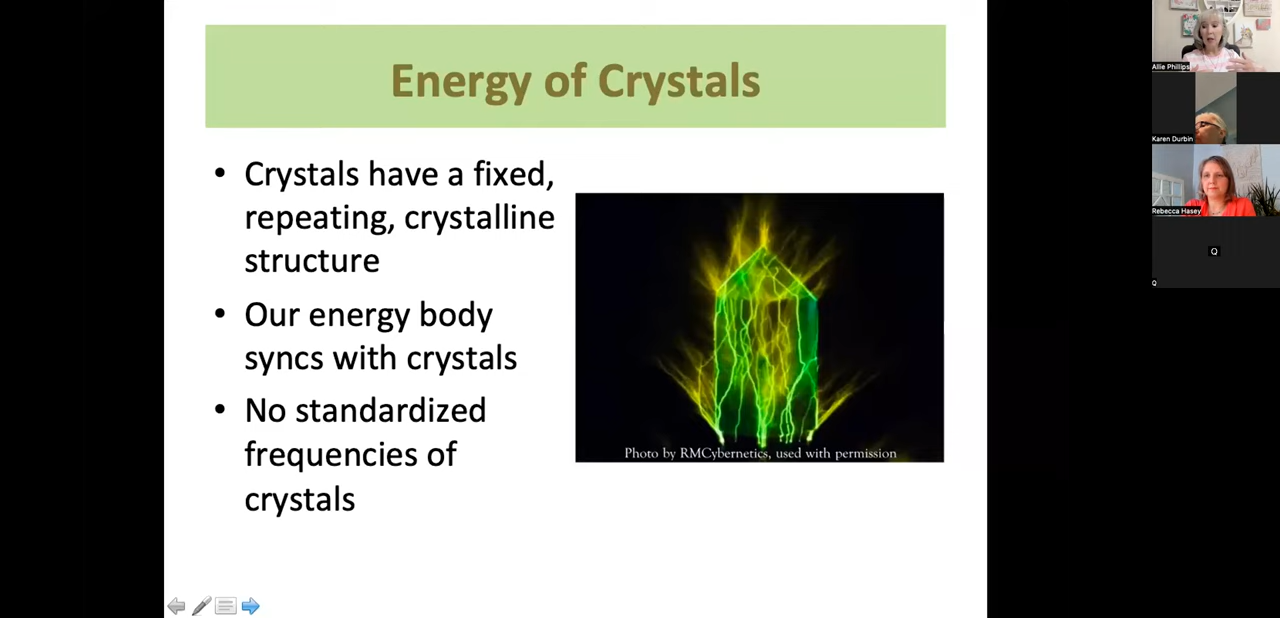 Energy of Crystals
• Crystals have a fixed,
repeating, crystalline
structure
• Our energy body
syncs with crystals
• No standardized
frequencies of
crystals
Photo by RMCybernetics, used with permission
Allie Phillips
Karen Durbin
Rebecca Hasey
Q
Q